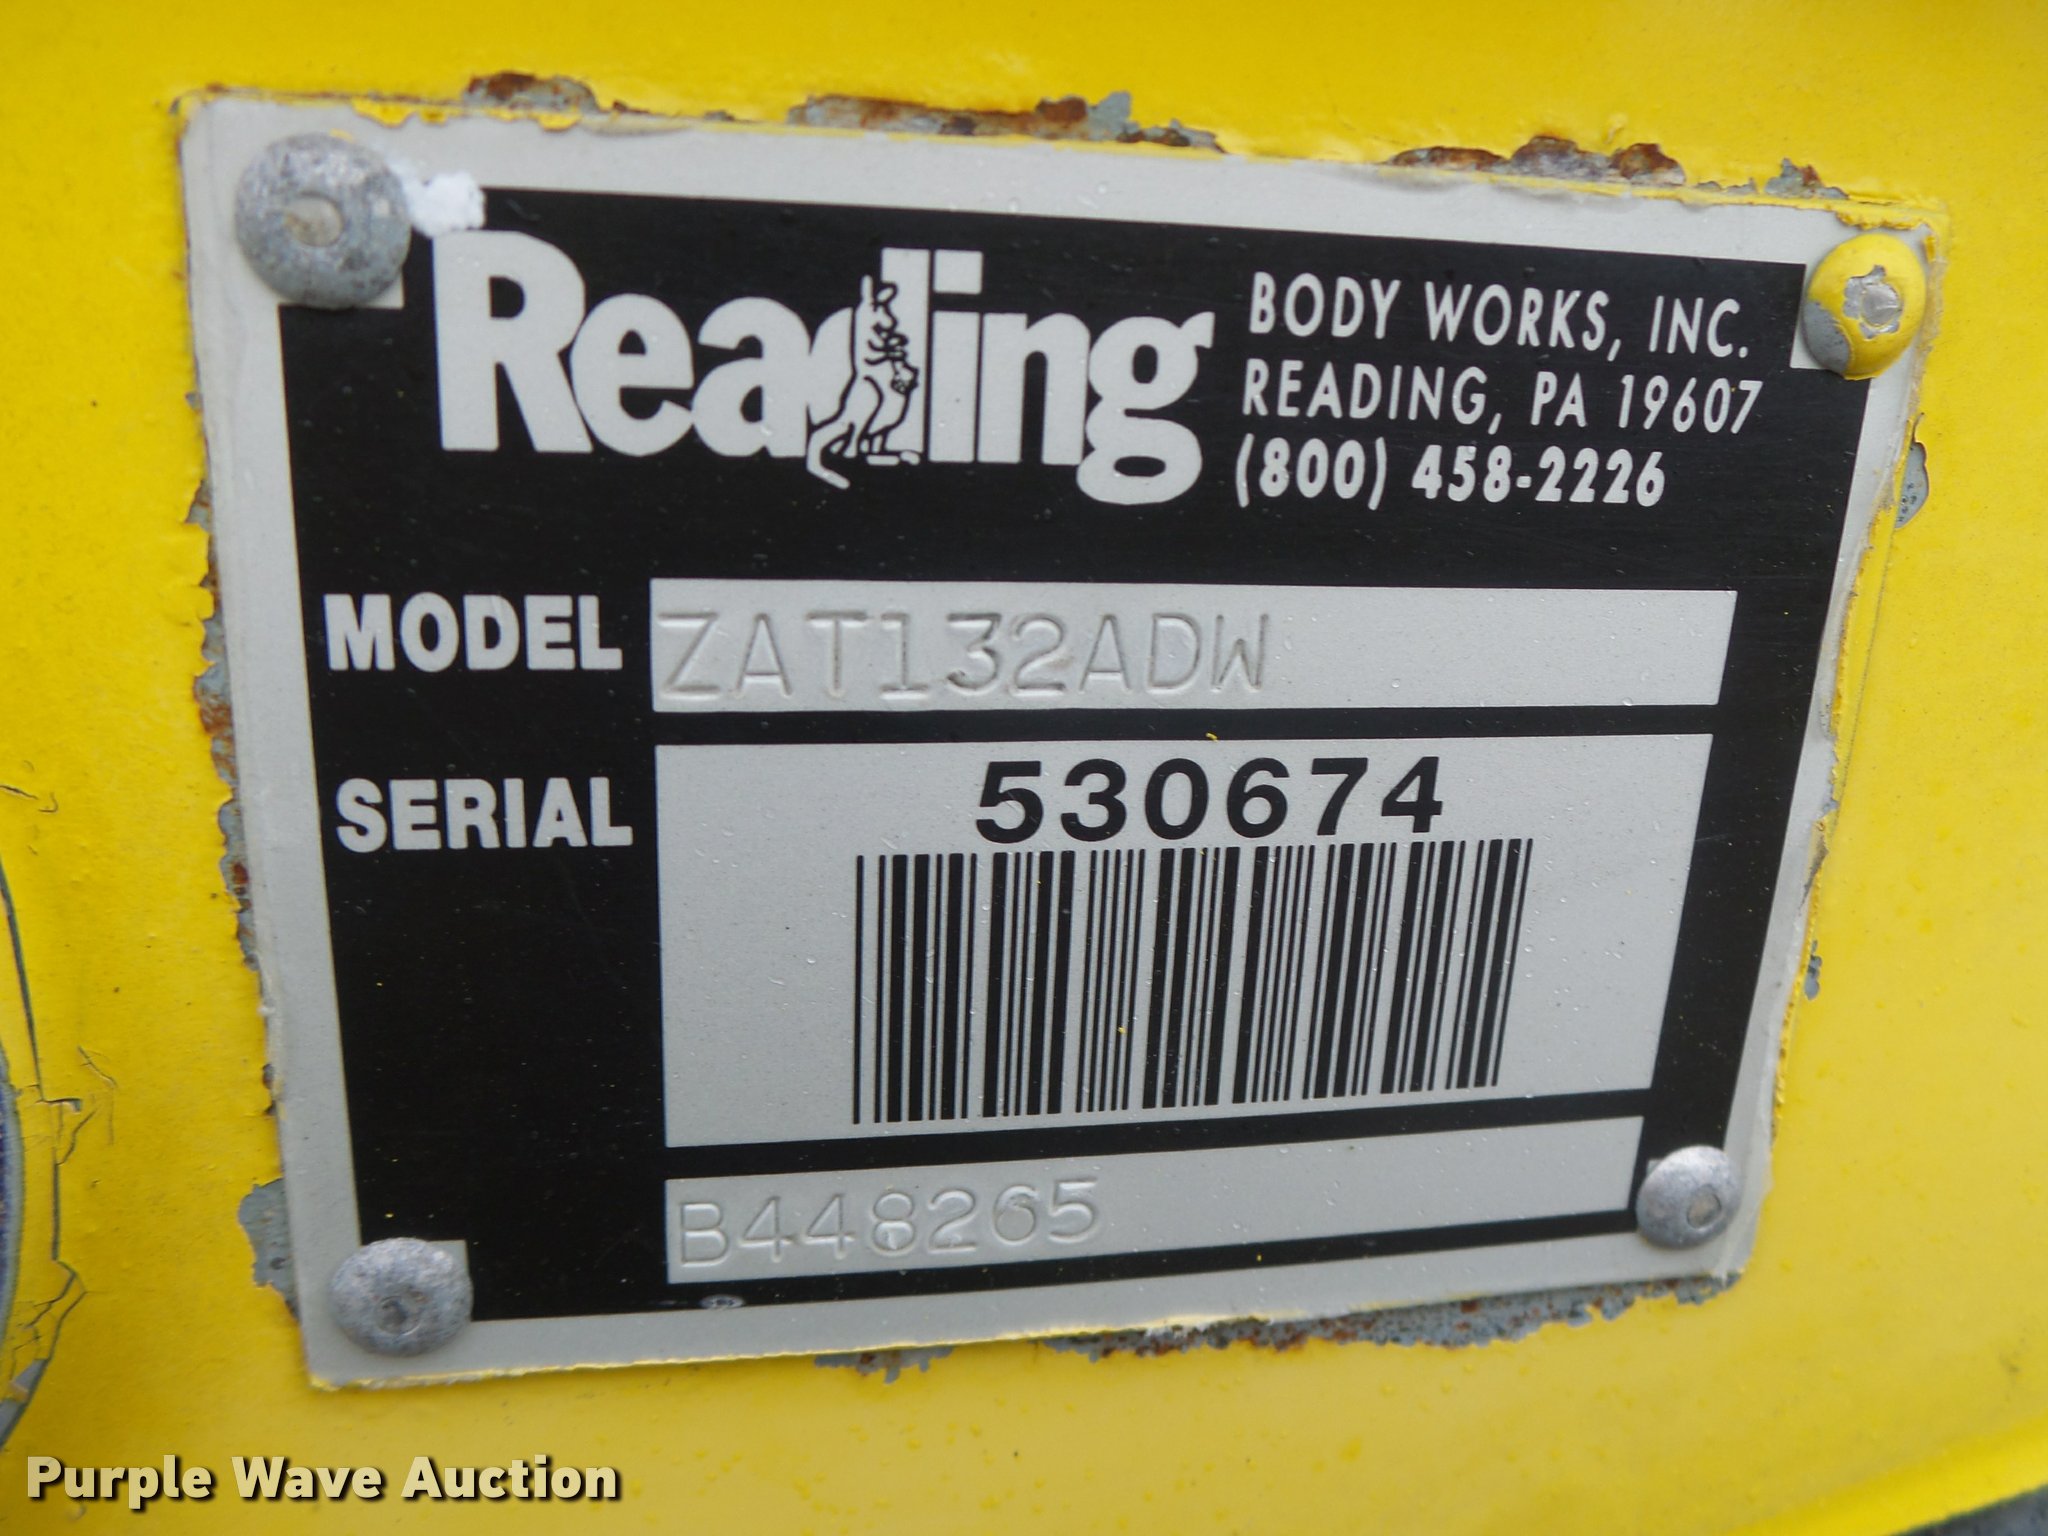 Reading
BODY WORKS, INC.
READING, PA 19607
(800) 458-2226
MODEL ZAT132ADW
SERIAL 530674
B448265
Purple Wave Auction